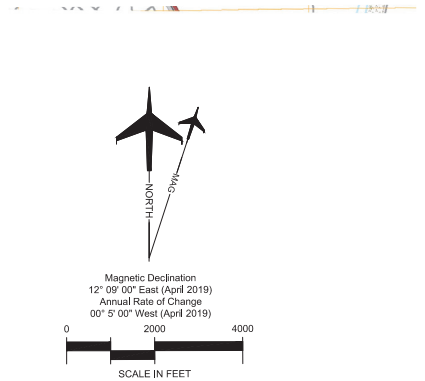 NORTH
MAG
Magnetic Declination
12° 09' 00" East (April 2019)
Annual Rate of Change
00° 5' 00" West (April 2019)
0 2000 4000
SCALE IN FEET